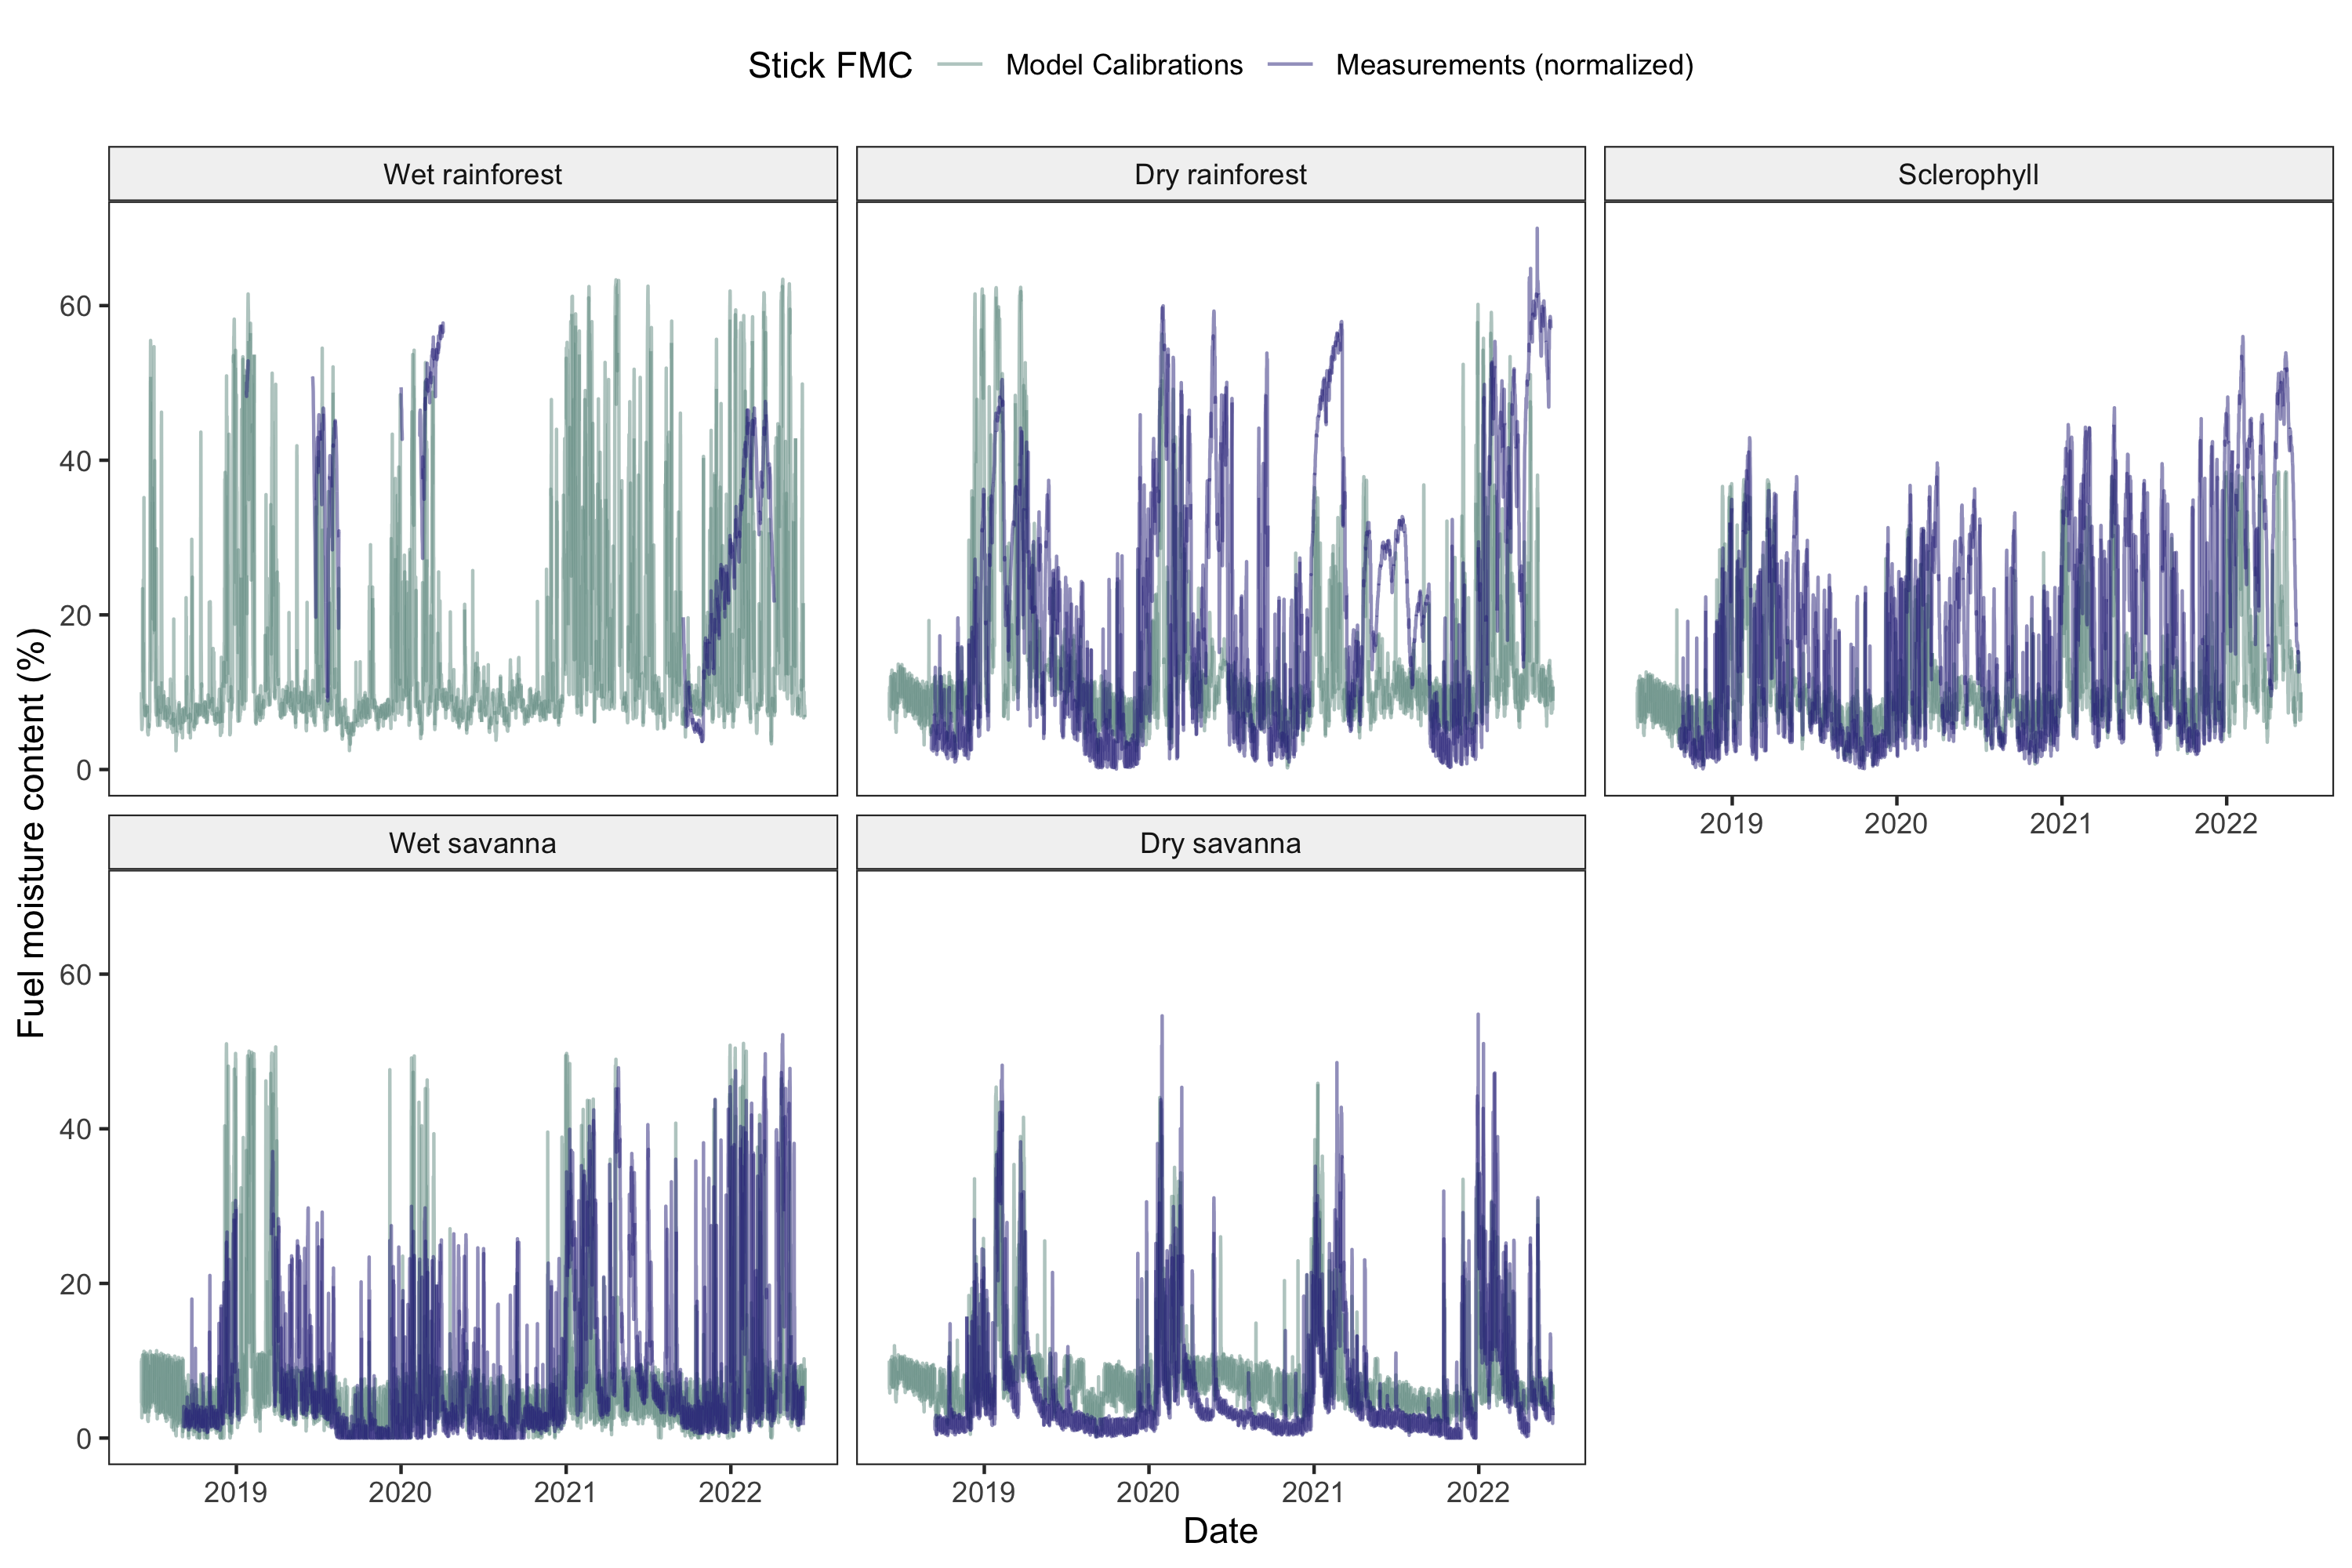 Stick FMC Model Calibrations Measurements (normalized)
Wet rainforest Dry rainforest Sclerophyll
60
40
20
0
2019 2020 2021 2022
Fuel moisture content (%)
Wet savanna Dry savanna
60
40
20
0
2019 2020 2021 2022 2019 2020 2021 2022
Date